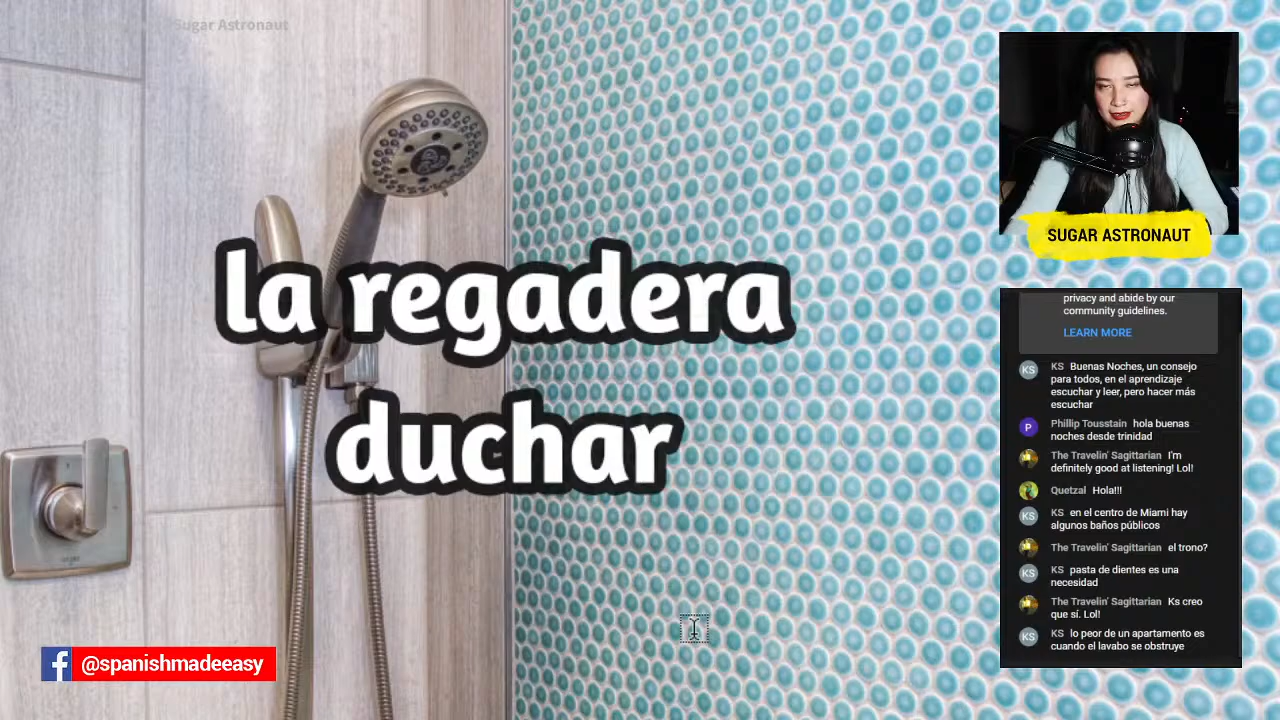 Sugar Astronaut
la regadera
duchar
SUGAR ASTRONAUT
privacy and abide by our
community guidelines.
LEARN MORE
KS KS Buenas Noches, un consejo
para todos, en el aprendizaje
escuchar y leer, pero hacer más
escuchar
P Phillip Tousstain hola buenas
noches desde trinidad
The Travelin' Sagittarian I'm
definitely good at listening! Lol!
Quetzal Hola!!!
KS KS en el centro de Miami hay
algunos baños públicos
The Travelin' Sagittarian el trono?
KS KS pasta de dientes es una
necesidad
The Travelin' Sagittarian Ks creo
que sí. Lol!
KS KS lo peor de un apartamento es
cuando el lavabo se obstruye
f @spanishmadeeasy